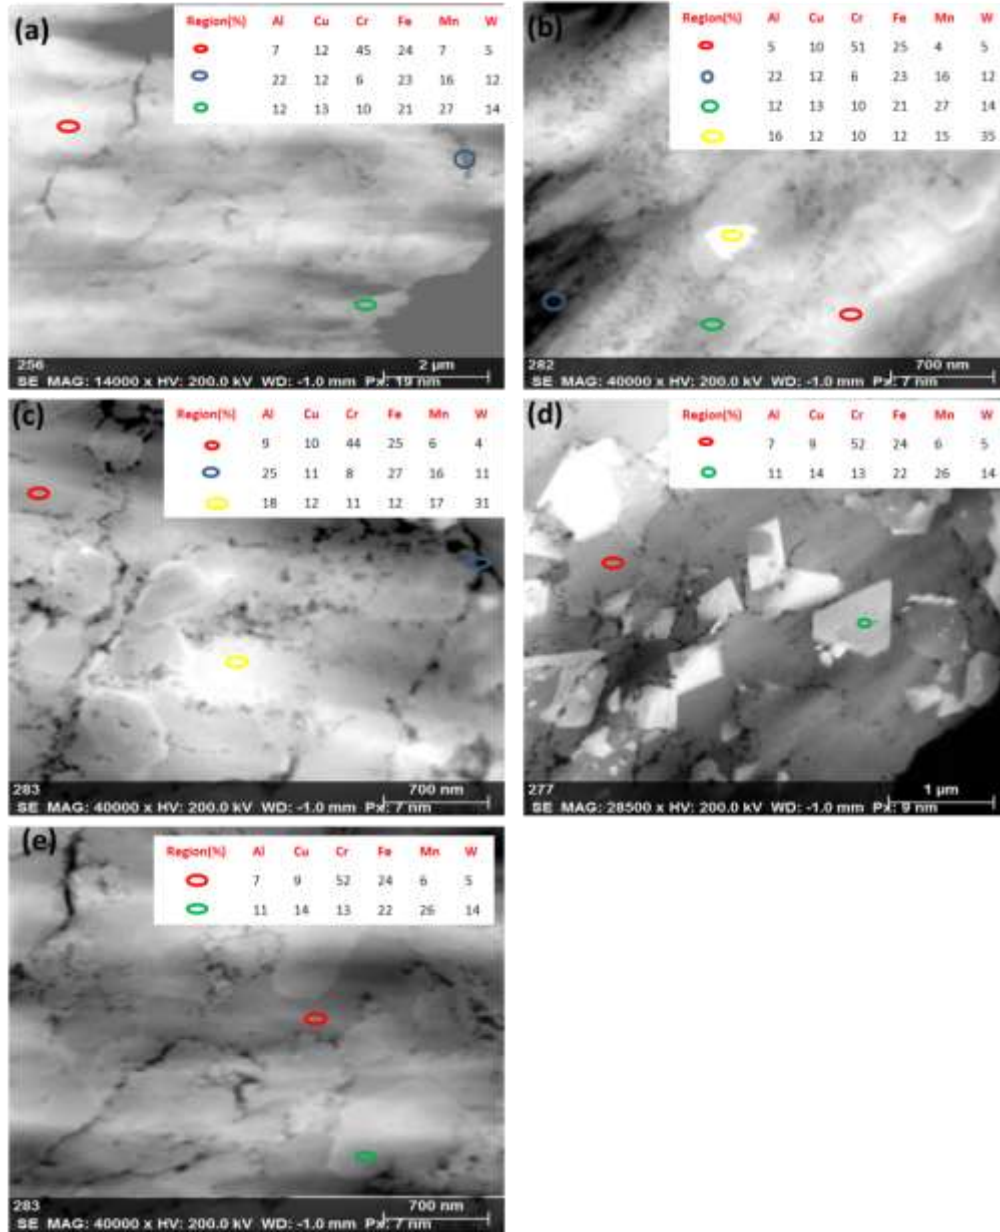 (a)
Region(%) Al Cu Cr Fe Mn W
7 12 45 24 7 5
22 12 6 23 16 12
12 13 10 21 27 14
2 µm
256
SE MAG: 14000 x HV: 200.0 kV WD: -1.0 mm Px: 19 nm
(b)
Region(%) Al Cu Cr Fe Mn W
5 10 51 25 4 5
22 12 6 23 16 12
12 13 10 21 27 14
16 12 10 12 15 35
282
700 nm
SE MAG: 40000 x HV: 200.0 kV WD: -1.0 mm Px: 7 nm
(c)
Region(%) Al Cu Cr Fe Mn W
9 10 44 25 6 4
25 11 8 27 16 11
18 12 11 12 17 31
283
700 nm
SE MAG: 40000 x HV: 200.0 kV WD: -1.0 mm Px: 7 nm
(d)
Region(%) Al Cu Cr Fe Mn W
7 9 52 24 6 5
11 14 13 22 26 14
277
1 µm
SE MAG: 28500 x HV: 200.0 kV WD: -1.0 mm Px: 9 nm
(e)
Region(%) Al Cu Cr Fe Mn W
7 9 52 24 6 5
11 14 13 22 26 14
283
700 nm
SE MAG: 40000 x HV: 200.0 kV WD: -1.0 mm Px: 7 nm